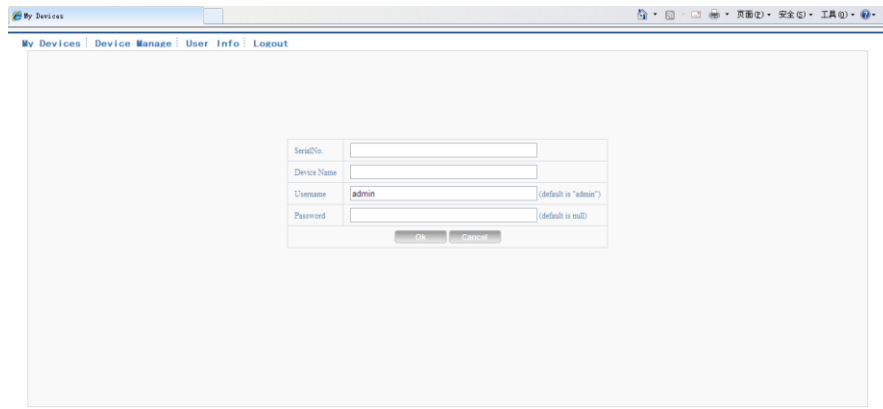 My Devices
页面(P) 安全(S) 工具(O)
My Devices Device Manage User Info Logout
SerialNo.
Device Name
Username admin (default is "admin")
Password (default is null)
Ok Cancel